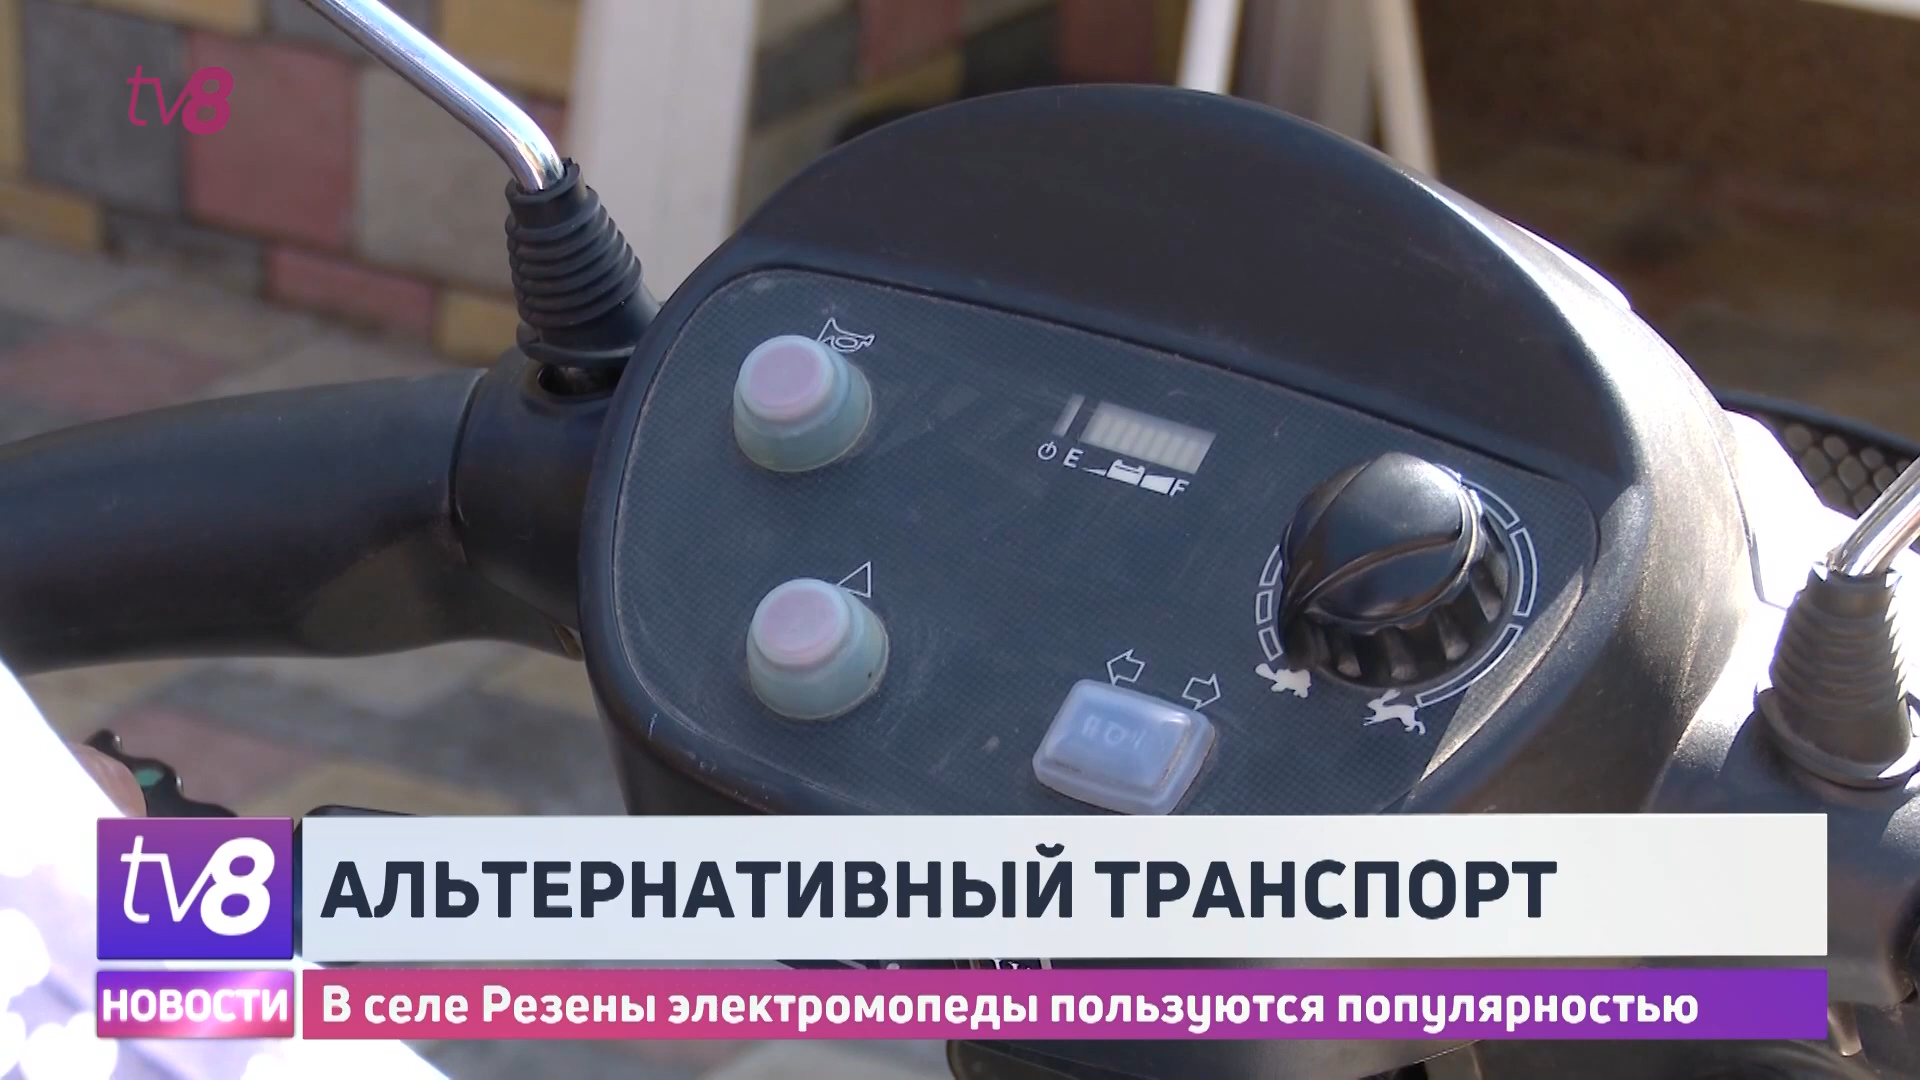 tv8
E
F
tv8
АЛЬТЕРНАТИВНЫЙ ТРАНСПОРТ
НОВОСТИ
В селе Резены электромопеды пользуются популярностью